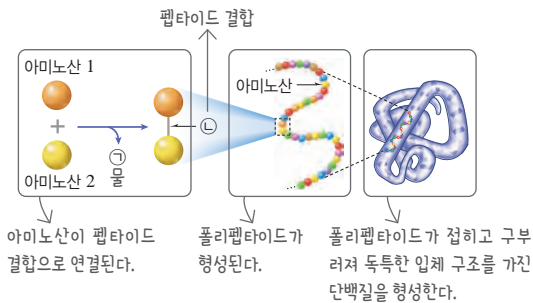 펩타이드 결합
아미노산 1
+
아미노산 2
㉠
물
㉡
아미노산
아미노산이 펩타이드
결합으로 연결된다.
폴리펩타이드가
형성된다.
폴리펩타이드가 접히고 구부
러져 독특한 입체 구조를 가진
단백질을 형성한다.